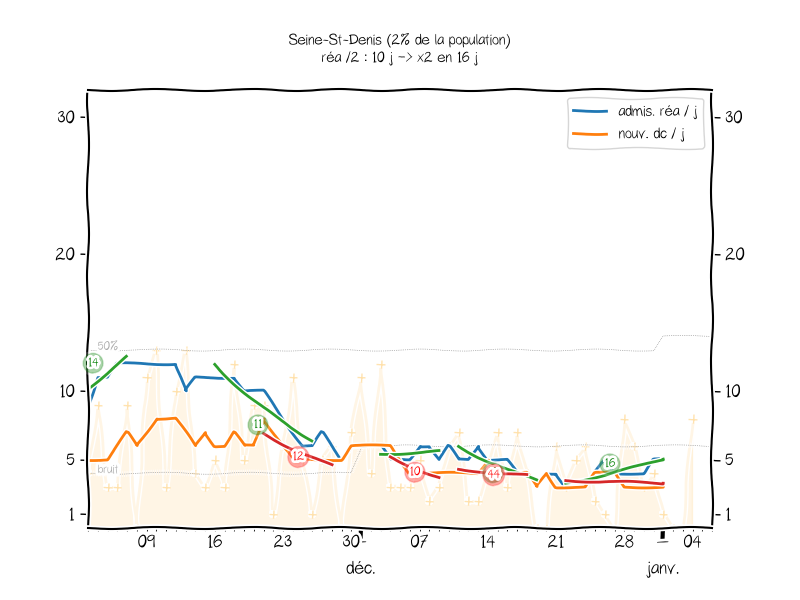 Seine-St-Denis (2% de la population)
réa /2 : 10 j -> x2 en 16 j
admis. réa / j
nouv. dc / j
30 30
20 20
50%
14
10 10
11
12
16
5 5
bruit
10
44
1 1
09 16 23 30 07 14 21 28 04
déc. janv.